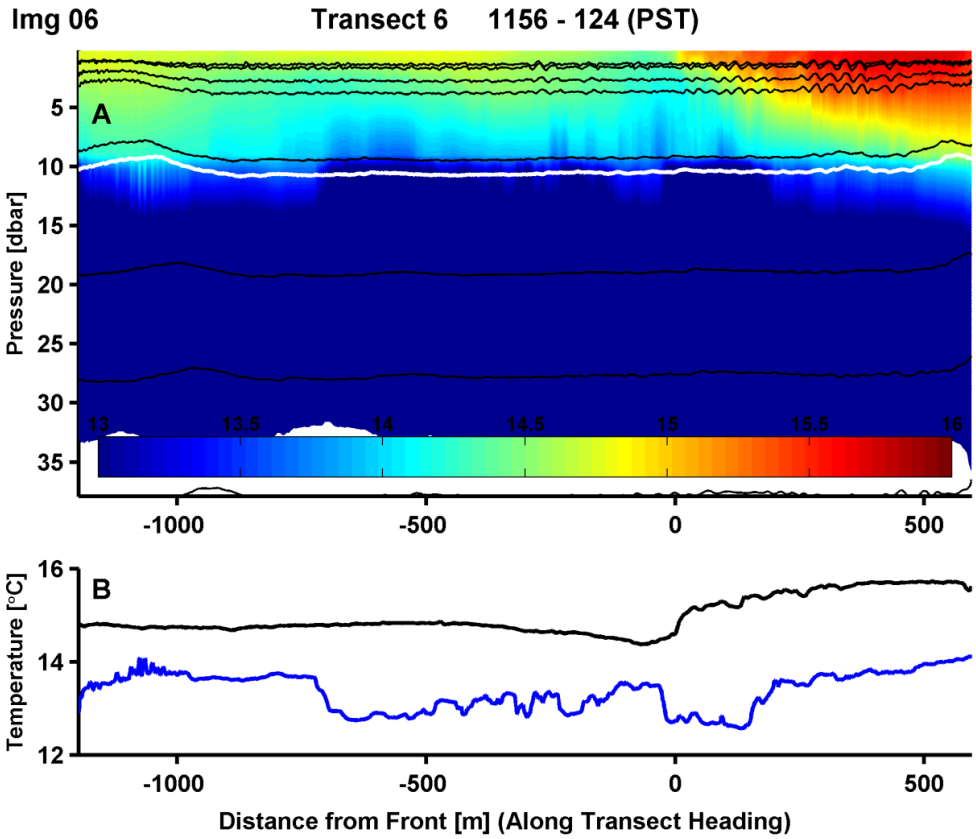 Img 06 Transect 6 1156 - 124 (PST)
A
Pressure [dbar]
5
10
15
20
25
30
35
13 13.5 14 14.5 15 15.5 16
-1000 -500 0 500
B
Temperature [°C]
16
14
12
-1000 -500 0 500
Distance from Front [m] (Along Transect Heading)